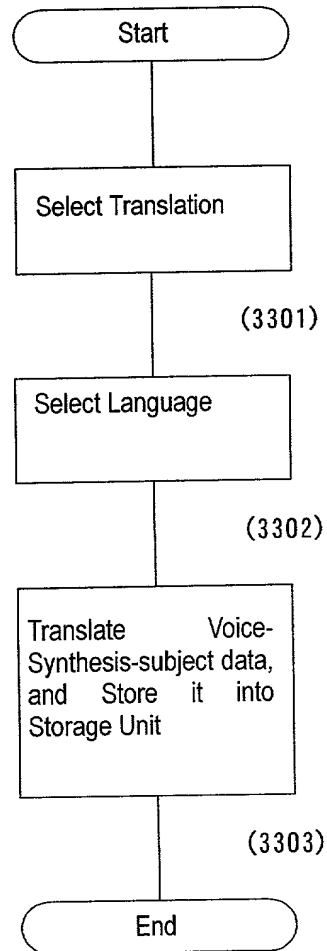 Start
Select Translation
(3301)
Select Language
(3302)
Translate Voice-
Synthesis-subject data,
and Store it into
Storage Unit
(3303)
End